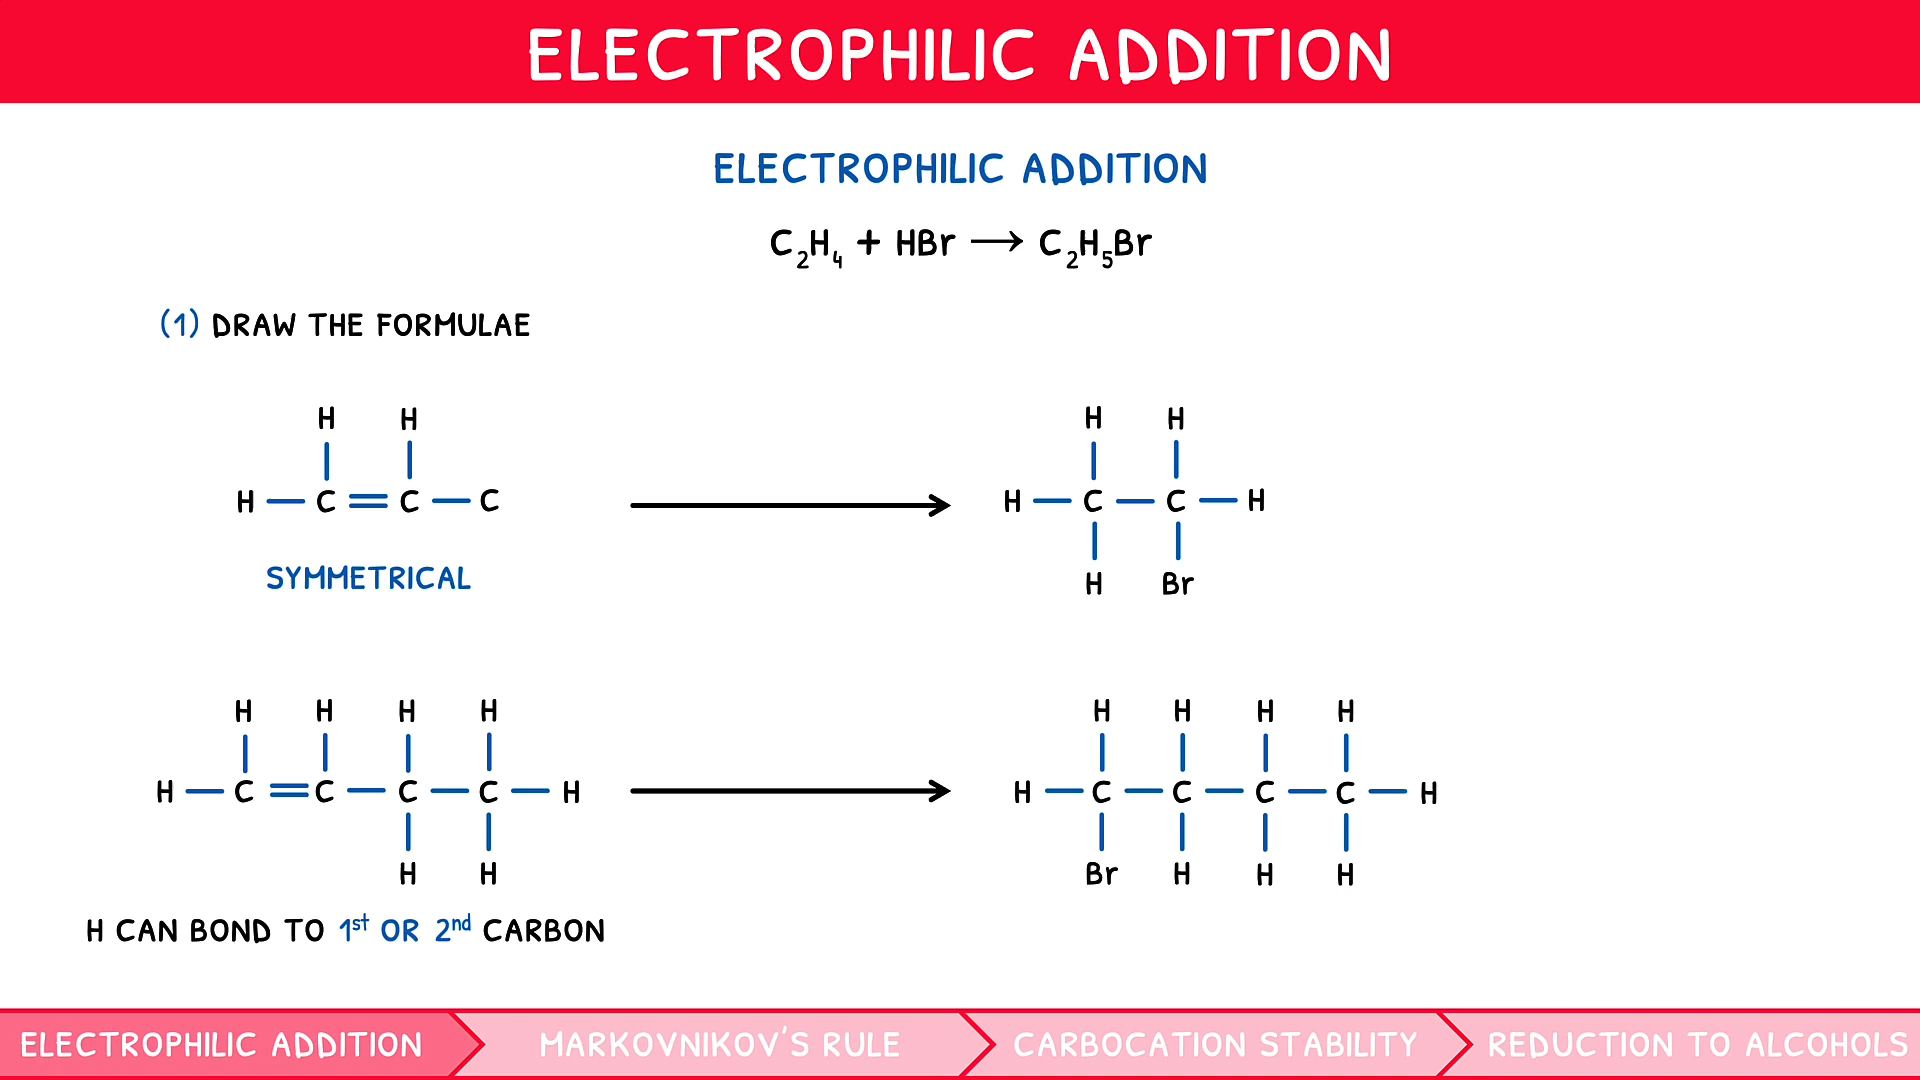 ELECTROPHILIC ADDITION
ELECTROPHILIC ADDITION
C₂H₄ + HBr ⟶ C₂H₅Br
(1) DRAW THE FORMULAE
H H
H C C C
SYMMETRICAL
H H
H C C H
H Br
H H H H
H C C C C H
H H
H CAN BOND TO 1st OR 2nd CARBON
H H H H
H C C C C H
Br H H H
ELECTROPHILIC ADDITION
MARKOVNIKOV'S RULE
CARBOCATION STABILITY
REDUCTION TO ALCOHOLS